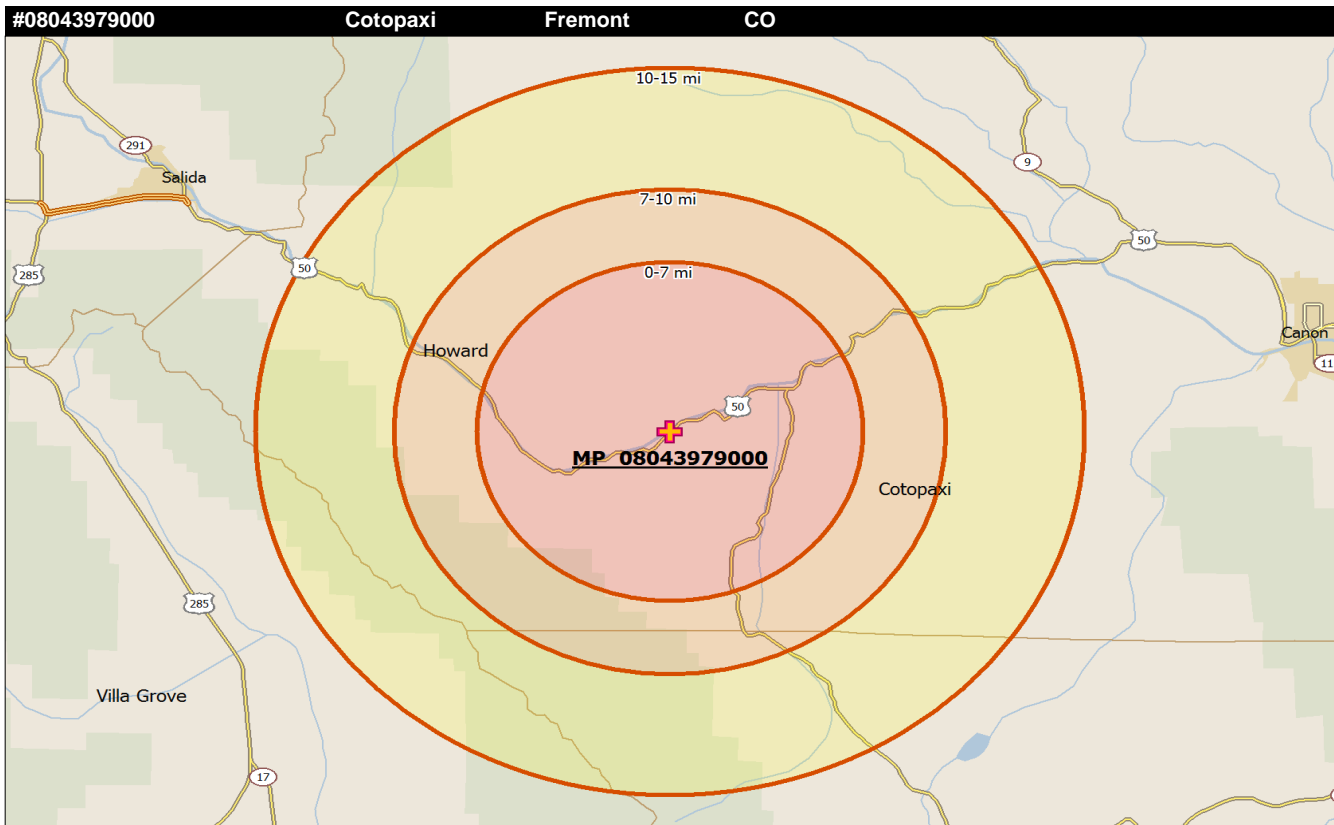 #08043979000 Cotopaxi Fremont CO
10-15 mi
9
291
Salida
7-10 mi
50
50
285
0-7 mi
Canon
Howard
11
50
MP 08043979000
Cotopaxi
285
Villa Grove
17